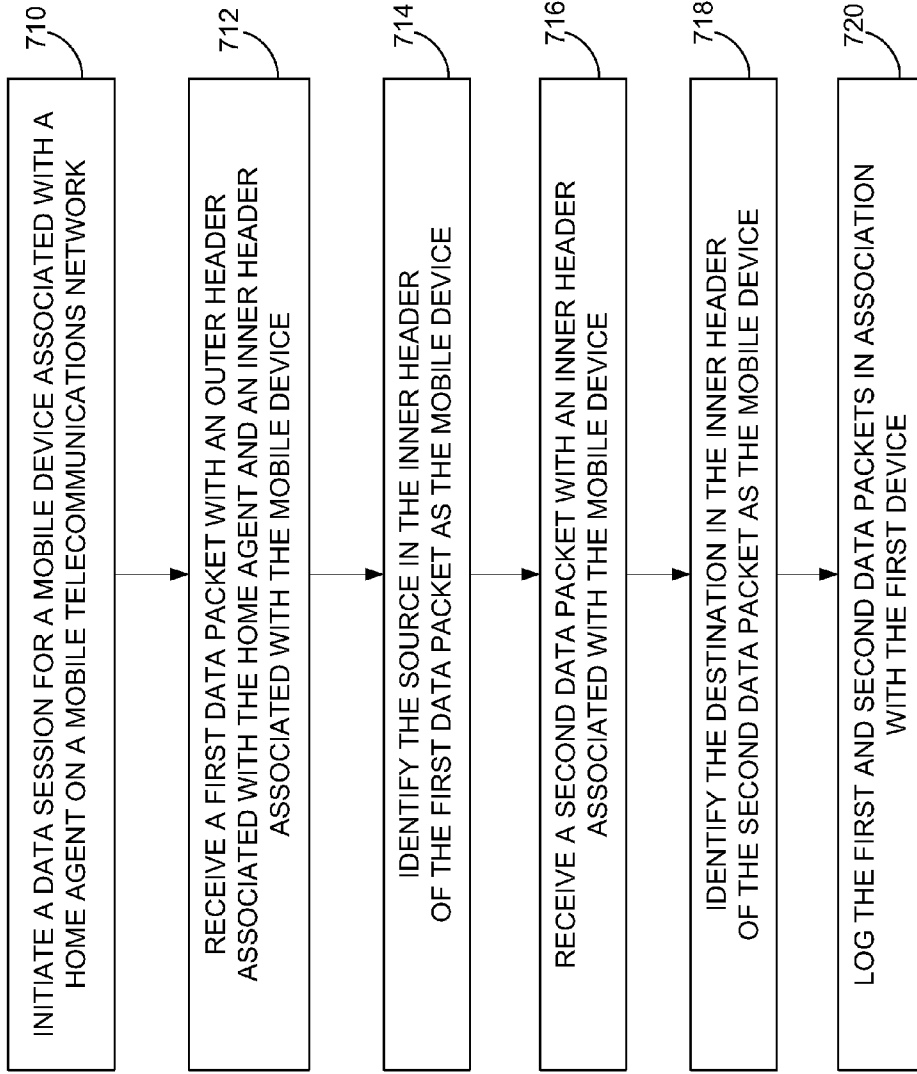 710
INITIATE A DATA SESSION FOR A MOBILE DEVICE ASSOCIATED WITH A
HOME AGENT ON A MOBILE TELECOMMUNICATIONS NETWORK
712
RECEIVE A FIRST DATA PACKET WITH AN OUTER HEADER
ASSOCIATED WITH THE HOME AGENT AND AN INNER HEADER
ASSOCIATED WITH THE MOBILE DEVICE
714
IDENTIFY THE SOURCE IN THE INNER HEADER
OF THE FIRST DATA PACKET AS THE MOBILE DEVICE
716
RECEIVE A SECOND DATA PACKET WITH AN INNER HEADER
ASSOCIATED WITH THE MOBILE DEVICE
718
IDENTIFY THE DESTINATION IN THE INNER HEADER
OF THE SECOND DATA PACKET AS THE MOBILE DEVICE
720
LOG THE FIRST AND SECOND DATA PACKETS IN ASSOCIATION
WITH THE FIRST DEVICE